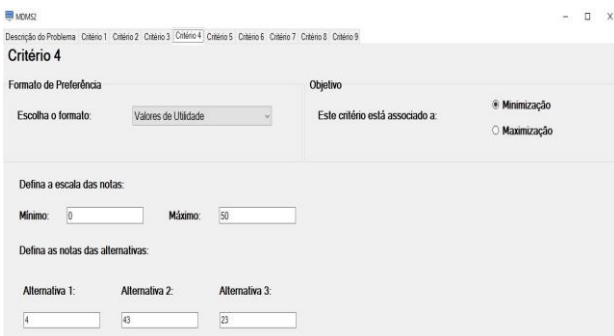 MDMS2
Descrição do Problema Critério 1 Critério 2 Critério 3 Critério 4 Critério 5 Critério 6 Critério 7 Critério 8 Critério 9
Critério 4
Formato de Preferência
Objetivo
Escolha o formato:
Valores de Utilidade
Este critério está associado a:
Minimização
Maximização
Defina a escala das notas:
Mínimo: 0 Máximo: 50
Defina as notas das alternativas:
Alternativa 1: Alternativa 2: Alternativa 3:
4 43 23